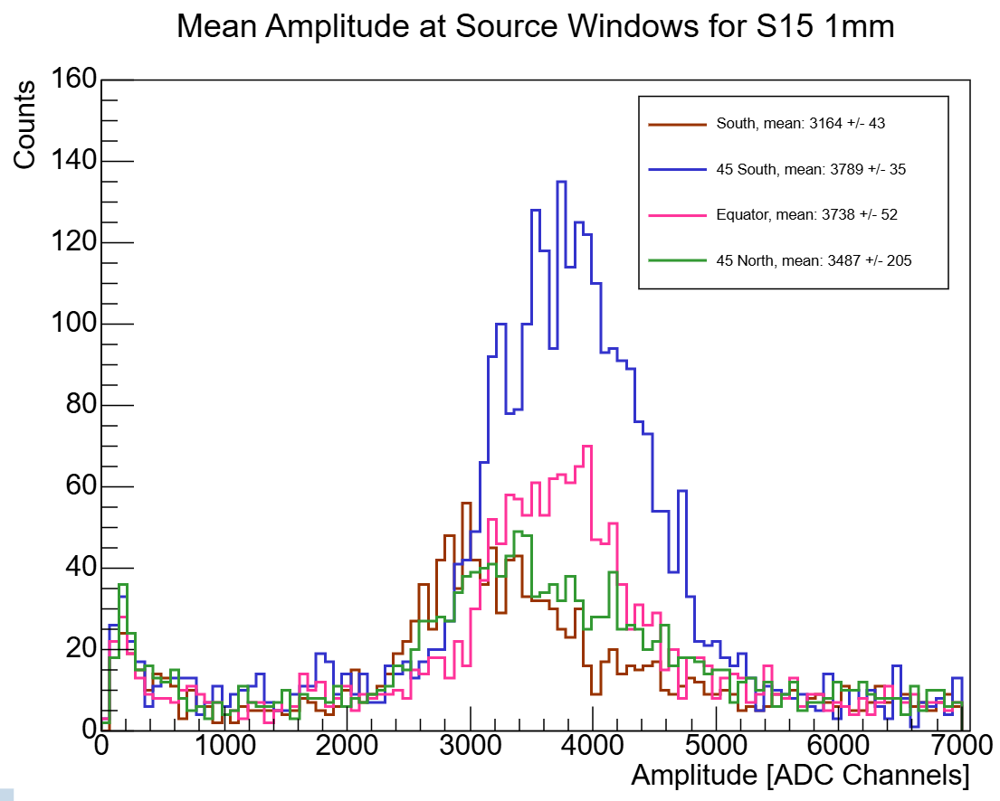 Mean Amplitude at Source Windows for S15 1mm
Counts
160
140
120
100
80
60
40
20
0
South, mean: 3164 +/- 43
45 South, mean: 3789 +/- 35
Equator, mean: 3738 +/- 52
45 North, mean: 3487 +/- 205
0 1000 2000 3000 4000 5000 6000 7000
Amplitude [ADC Channels]